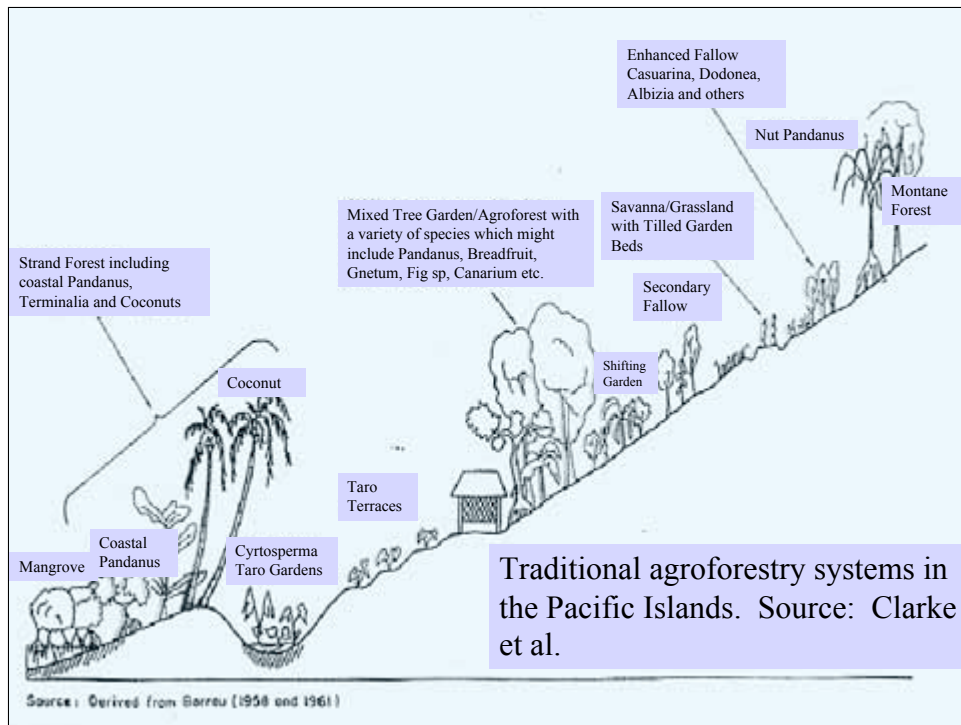 Enhanced Fallow
Casuarina, Dodonea,
Albizia and others
Nut Pandanus
Montane
Forest
Mixed Tree Garden/Agroforest with
a variety of species which might
include Pandanus, Breadfruit,
Gnetum, Fig sp, Canarium etc.
Savanna/Grassland
with Tilled Garden
Beds
Strand Forest including
coastal Pandanus,
Terminalia and Coconuts
Secondary
Fallow
Shifting
Garden
Coconut
Taro
Terraces
Mangrove
Coastal
Pandanus
Cyrtosperma
Taro Gardens
Traditional agroforestry systems in
the Pacific Islands. Source: Clarke
et al.
Source: Derived from Barrau (1958 and 1961)